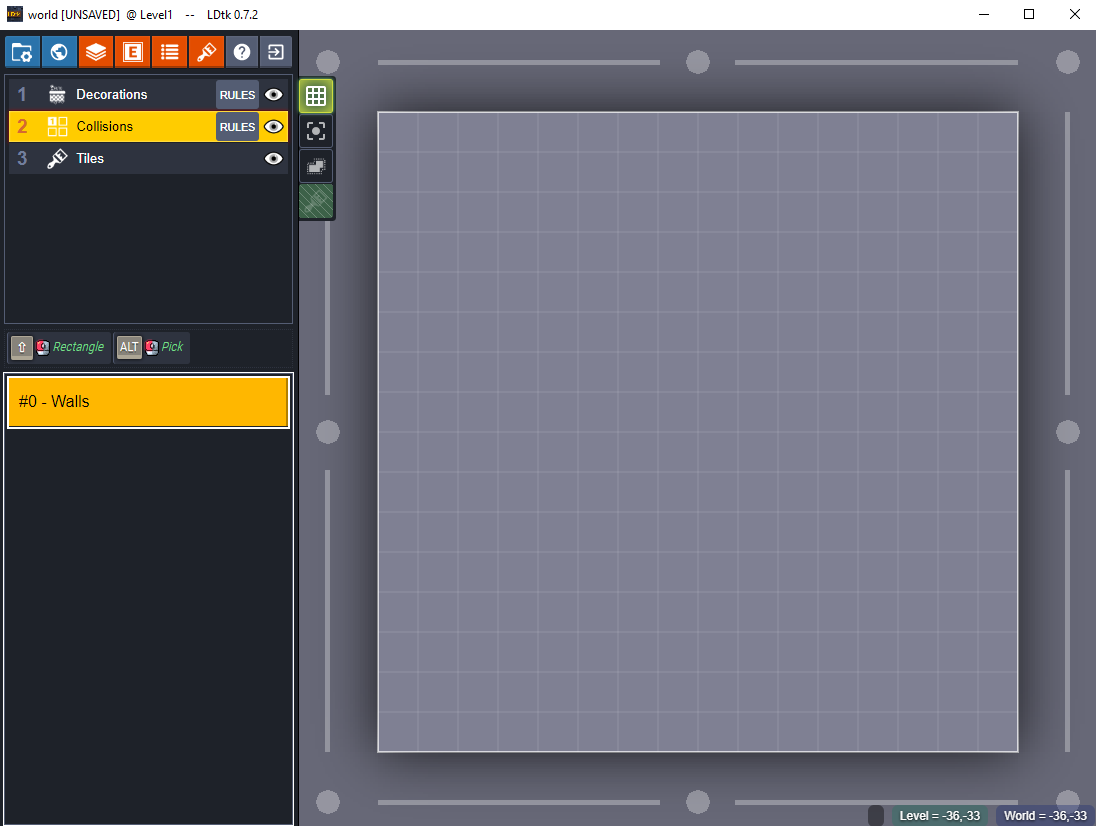 world [UNSAVED] @ Level1 -- LDtk 0.7.2
E
1 Decorations RULES
2 Collisions RULES
3 Tiles
⇧ Rectangle ALT Pick
#0 - Walls
Level = -36,-33 World = -36,-33